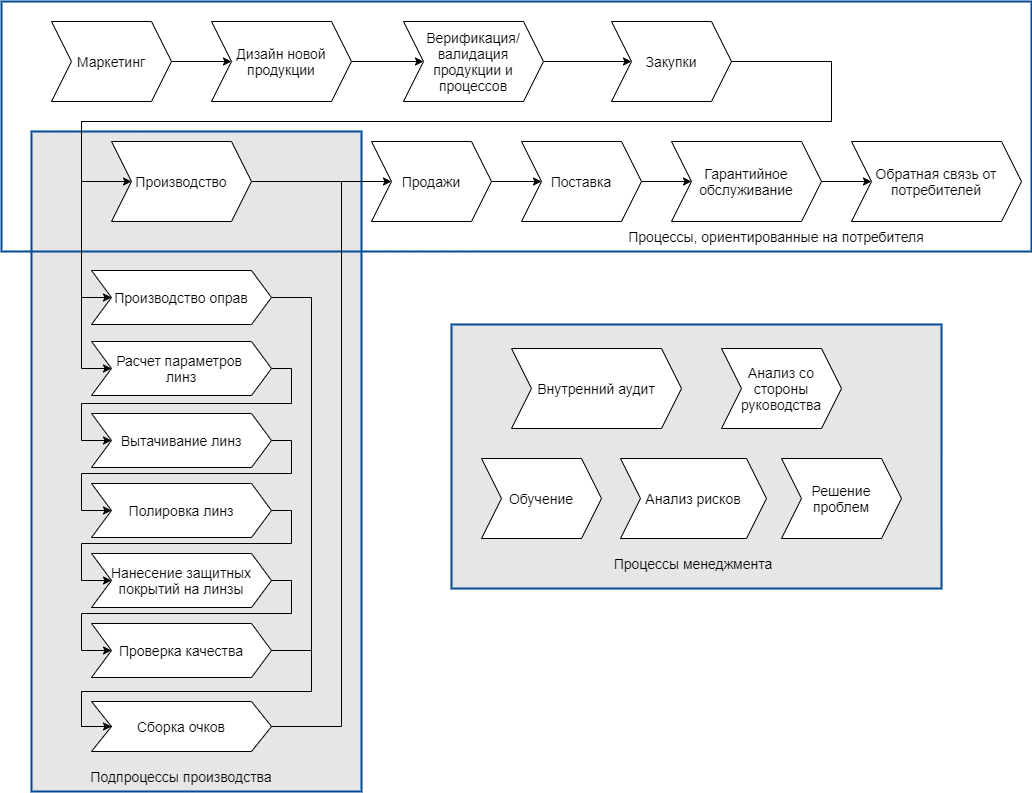 Маркетинг
Дизайн новой
продукции
Верификация/
валидация
продукции и
процессов
Закупки
Производство
Продажи
Поставка
Гарантийное
обслуживание
Обратная связь от
потребителей
Процессы, ориентированные на потребителя
Производство оправ
Расчет параметров
линз
Вытачивание линз
Полировка линз
Нанесение защитных
покрытий на линзы
Проверка качества
Сборка очков
Подпроцессы производства
Внутренний аудит
Анализ со
стороны
руководства
Обучение
Анализ рисков
Решение
проблем
Процессы менеджмента